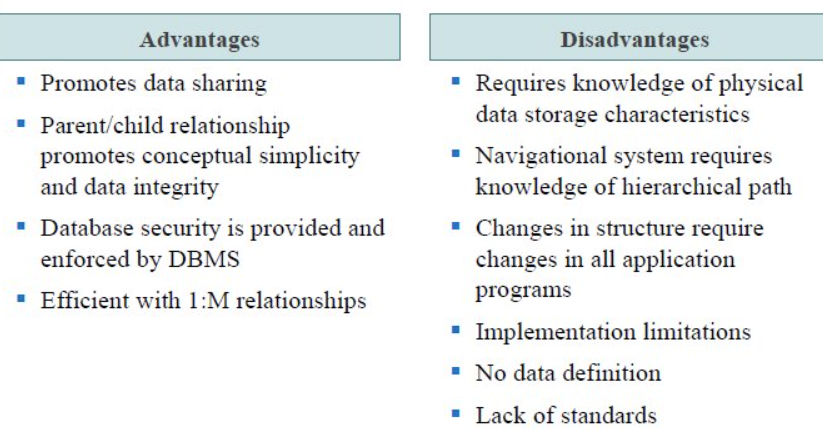 Advantages
▪ Promotes data sharing
▪ Parent/child relationship
promotes conceptual simplicity
and data integrity
▪ Database security is provided and
enforced by DBMS
▪ Efficient with 1:M relationships
Disadvantages
▪ Requires knowledge of physical
data storage characteristics
▪ Navigational system requires
knowledge of hierarchical path
▪ Changes in structure require
changes in all application
programs
▪ Implementation limitations
▪ No data definition
▪ Lack of standards